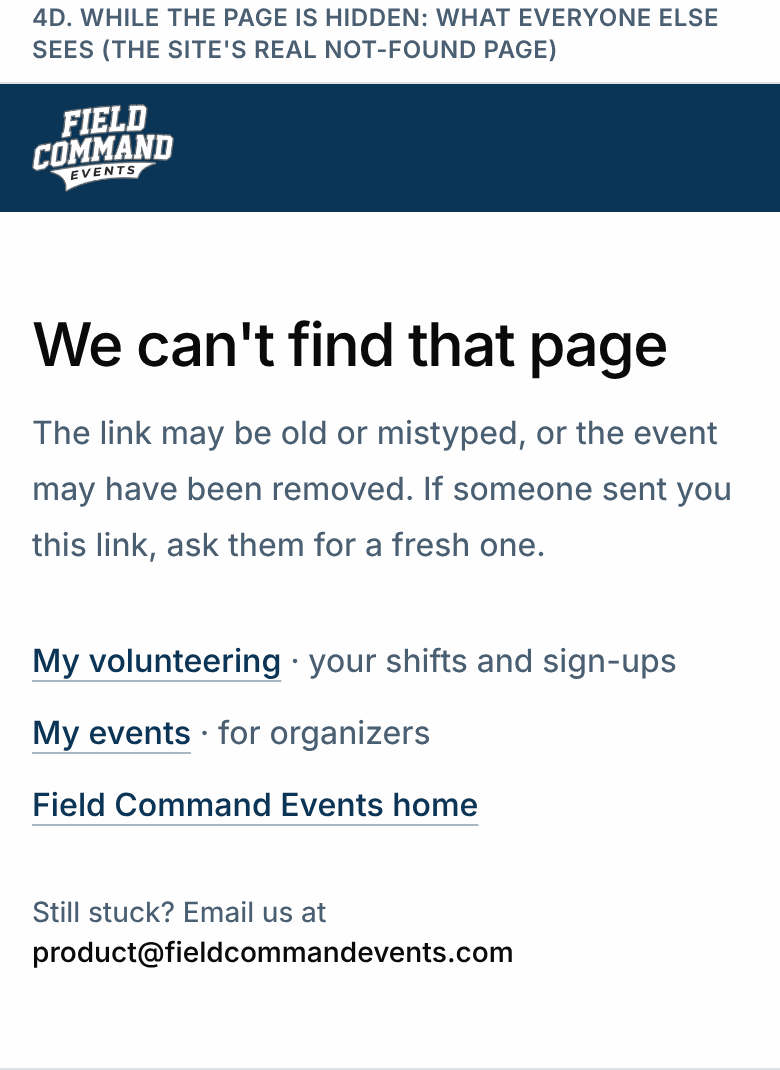 4D. WHILE THE PAGE IS HIDDEN: WHAT EVERYONE ELSE
SEES (THE SITE'S REAL NOT-FOUND PAGE)
FIELD
COMMAND
EVENTS
We can't find that page
The link may be old or mistyped, or the event
may have been removed. If someone sent you
this link, ask them for a fresh one.
My volunteering · your shifts and sign-ups
My events · for organizers
Field Command Events home
Still stuck? Email us at
product@fieldcommandevents.com